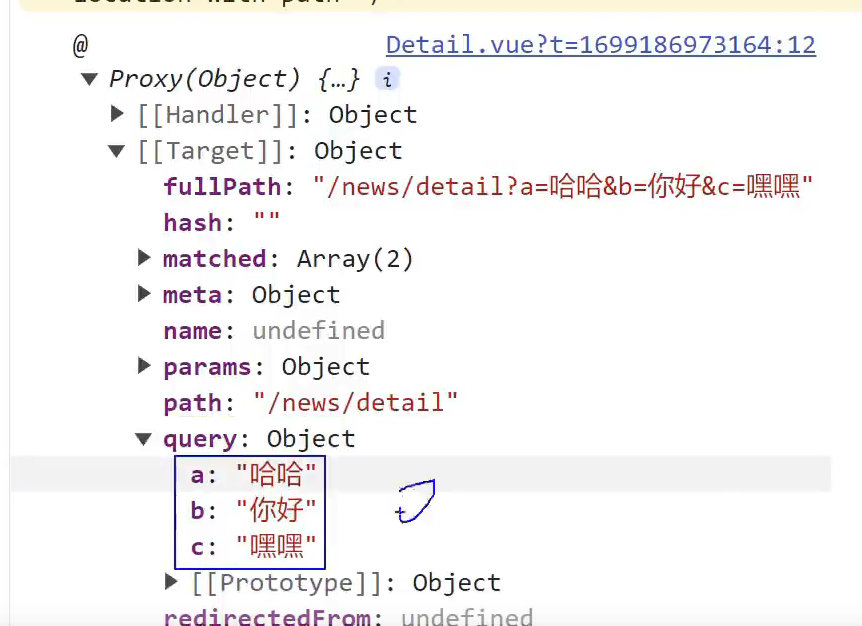 @ Detail.vue?t=1699186973164:12
Proxy(Object) {…} i
[[Handler]]: Object
[[Target]]: Object
fullPath: "/news/detail?a=哈哈&b=你好&c=嘿嘿"
hash: ""
matched: Array(2)
meta: Object
name: undefined
params: Object
path: "/news/detail"
query: Object
a: "哈哈"
b: "你好"
c: "嘿嘿"
[[Prototype]]: Object
redirectedFrom: undefined